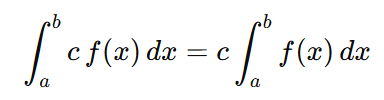 ∫_a^b c f(x) dx = c ∫_a^b f(x) dx